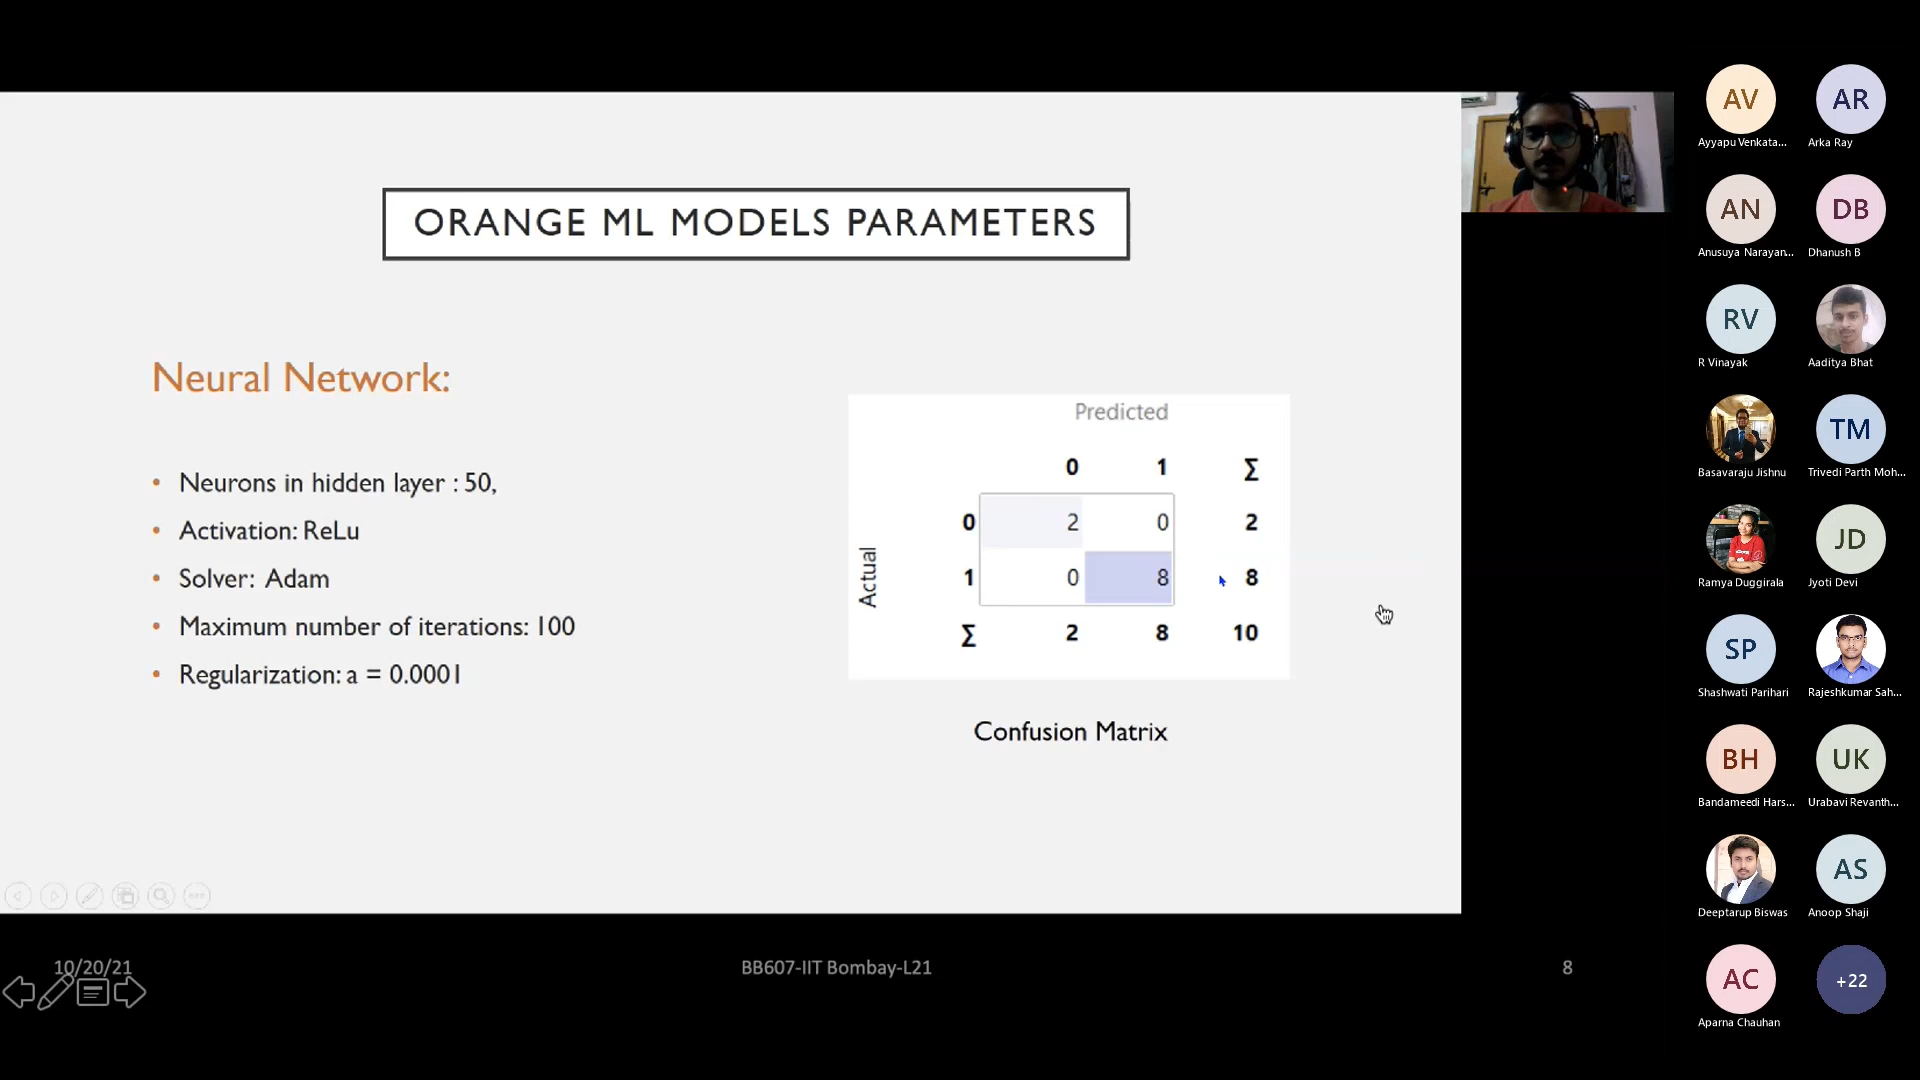 ORANGE ML MODELS PARAMETERS
Neural Network:
• Neurons in hidden layer : 50,
• Activation: ReLu
• Solver: Adam
• Maximum number of iterations: 100
• Regularization: a = 0.0001
Predicted
0 1 ∑
Actual
0 2 0 2
1 0 8 8
∑ 2 8 10
Confusion Matrix
10/20/21
BB607-IIT Bombay-L21
8
AV AR
Ayyapu Venkata... Arka Ray
AN DB
Anusuya Narayan... Dhanush B
RV
R Vinayak Aaditya Bhat
TM
Basavaraju Jishnu Trivedi Parth Moh...
JD
Ramya Duggirala Jyoti Devi
SP
Shashwati Parihari Rajeshkumar Sah...
BH UK
Bandameedi Hars... Urabavi Revanth...
AS
Deeptarup Biswas Anoop Shaji
AC +22
Aparna Chauhan